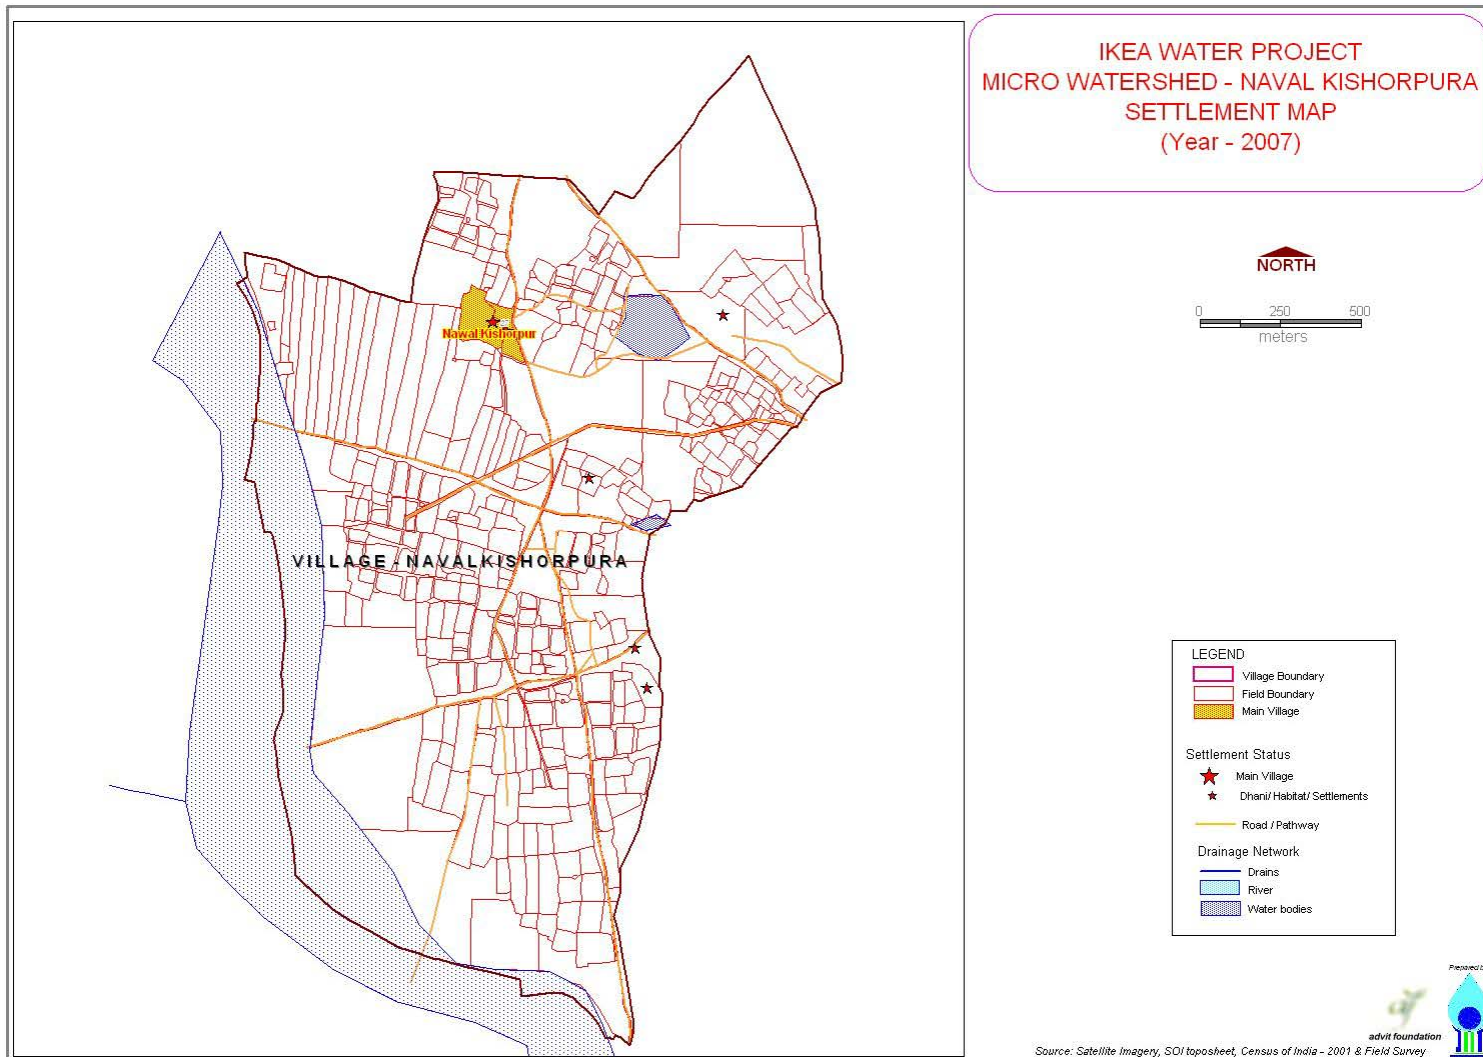 IKEA WATER PROJECT
MICRO WATERSHED - NAVAL KISHORPURA
SETTLEMENT MAP
(Year - 2007)
NORTH
0 250 500
meters
Nawal Kishorpur
VILLAGE - NAVALKISHORPURA
LEGEND
Village Boundary
Field Boundary
Main Village
Settlement Status
Main Village
Dhani/ Habitat/ Settlements
Road / Pathway
Drainage Network
Drains
River
Water bodies
Prepared b
advit foundation
Source: Satellite Imagery, SOI toposheet, Census of India - 2001 & Field Survey